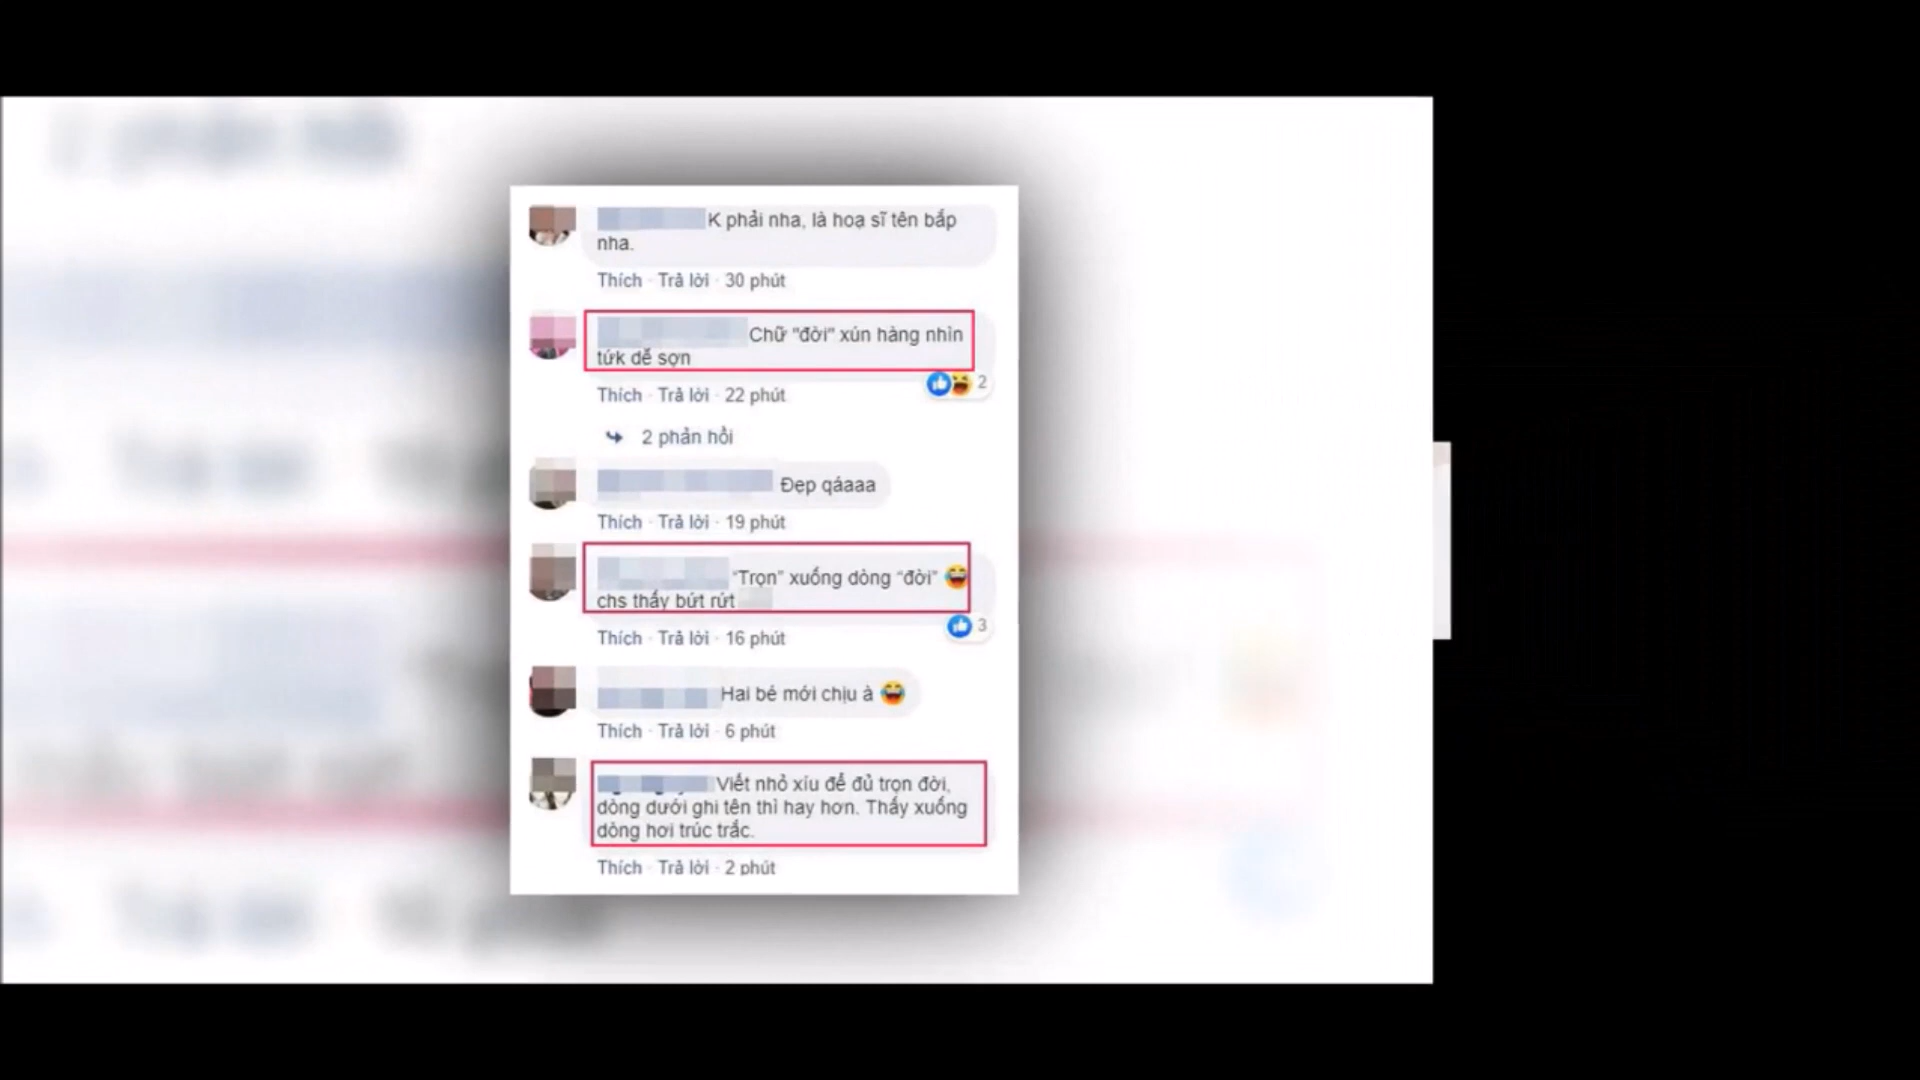 K phải nha, là hoạ sĩ tên bắp
nha.
Thích · Trả lời · 30 phút
Chữ "đời" xún hàng nhìn
tứk dễ sợn
2
Thích · Trả lời · 22 phút
2 phản hồi
Đẹp qáaaa
Thích · Trả lời · 19 phút
“Trọn” xuống dòng “đời” 😂
chs thấy bứt rứt
3
Thích · Trả lời · 16 phút
Hai bé mới chịu à 😂
Thích · Trả lời · 6 phút
Viết nhỏ xíu để đủ trọn đời,
dòng dưới ghi tên thì hay hơn. Thấy xuống
dòng hơi trúc trắc.
Thích · Trả lời · 2 phút